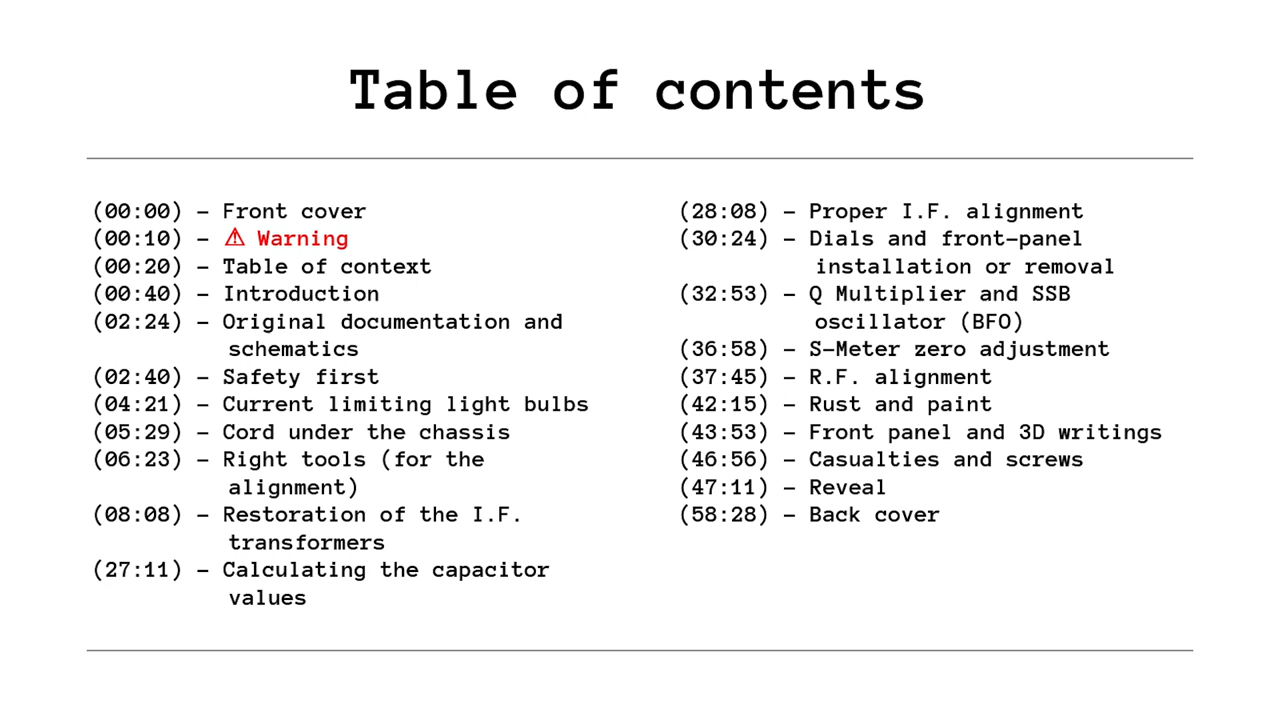 Table of contents
(00:00) – Front cover
(00:10) – ⚠ Warning
(00:20) – Table of context
(00:40) – Introduction
(02:24) – Original documentation and
schematics
(02:40) – Safety first
(04:21) – Current limiting light bulbs
(05:29) – Cord under the chassis
(06:23) – Right tools (for the
alignment)
(08:08) – Restoration of the I.F.
transformers
(27:11) – Calculating the capacitor
values
(28:08) – Proper I.F. alignment
(30:24) – Dials and front-panel
installation or removal
(32:53) – Q Multiplier and SSB
oscillator (BFO)
(36:58) – S-Meter zero adjustment
(37:45) – R.F. alignment
(42:15) – Rust and paint
(43:53) – Front panel and 3D writings
(46:56) – Casualties and screws
(47:11) – Reveal
(58:28) – Back cover